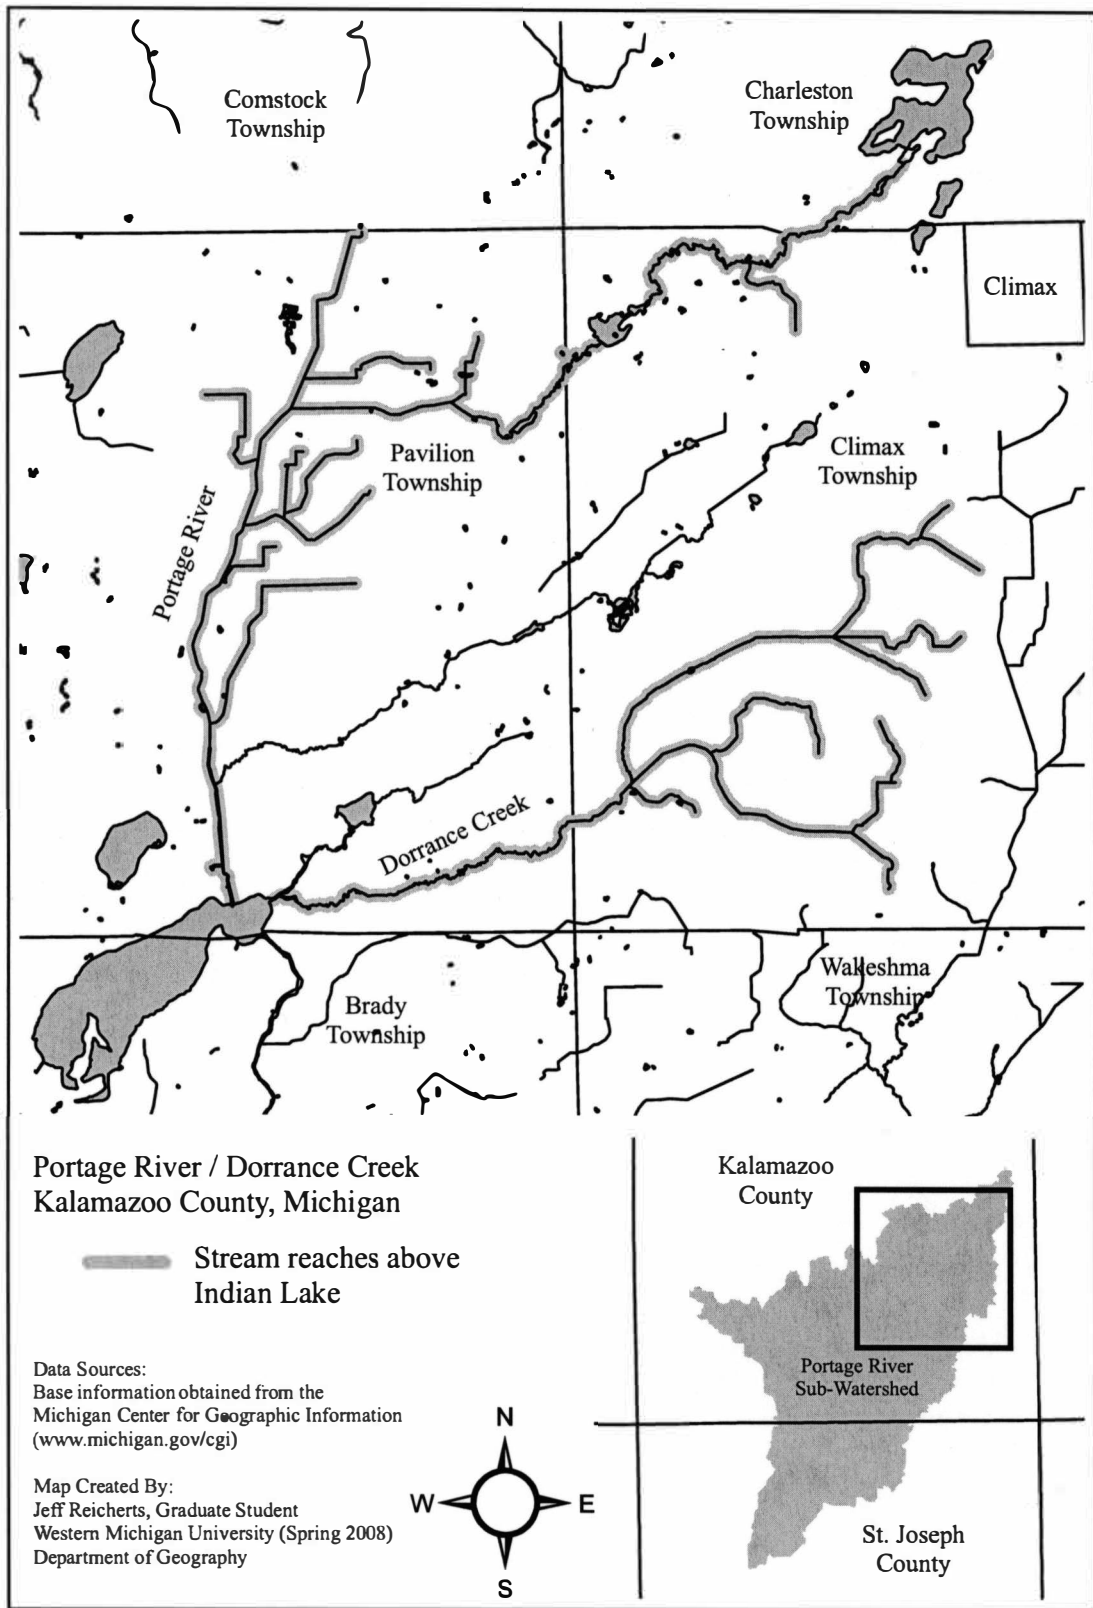 Comstock
Township
Charleston
Township
Climax
Pavilion
Township
Climax
Township
Portage River
Dorrance Creek
Wakeshma
Township
Brady
Township
Portage River / Dorrance Creek
Kalamazoo County, Michigan
Stream reaches above
Indian Lake
Data Sources:
Base information obtained from the
Michigan Center for Geographic Information
(www.michigan.gov/cgi)
Map Created By:
Jeff Reicherts, Graduate Student
Western Michigan University (Spring 2008)
Department of Geography
N
W
E
S
Kalamazoo
County
Portage River
Sub-Watershed
St. Joseph
County